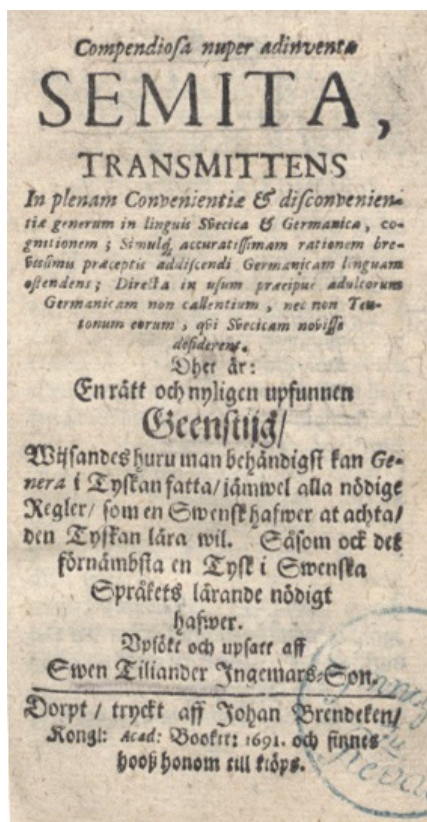 Compendiosa nuper adinventa
SEMITA,
TRANSMITTENS
In plenam Convenientiæ & disconvenien-
tiæ generum in linguis Svecica & Germanica, co-
gnitionem; Simulq́; accuratissimam rationem bre-
vissimis præceptis addiscendi Germanicam linguam
ostendens; Directa in usum præcipue adultorum
Germanicam non callentium, nec non Teu-
tonum eorum, qvi Svecicam novisse
desiderent.
Dhet är:
En rätt och nyligen upfunnen
Geenstijg/
Wijsandes huru man behändigst kan Ge-
nera i Tyskan fatta/ jämwel alla nödige
Regler/ som en Swensk hafwer at achta/
den Tyskan lära wil. Såsom ock det
förnämbsta en Tysk i Swenska
Språkets lärande nödigt
hafwer.
Vpsökt och upsatt aff
Swen Tiliander Ingemars-Son.
Dorpt/ tryckt aff Johan Brendeken/
Kongl: Acad: Booktr: 1691. och finnes
hooß honom till kiöps.